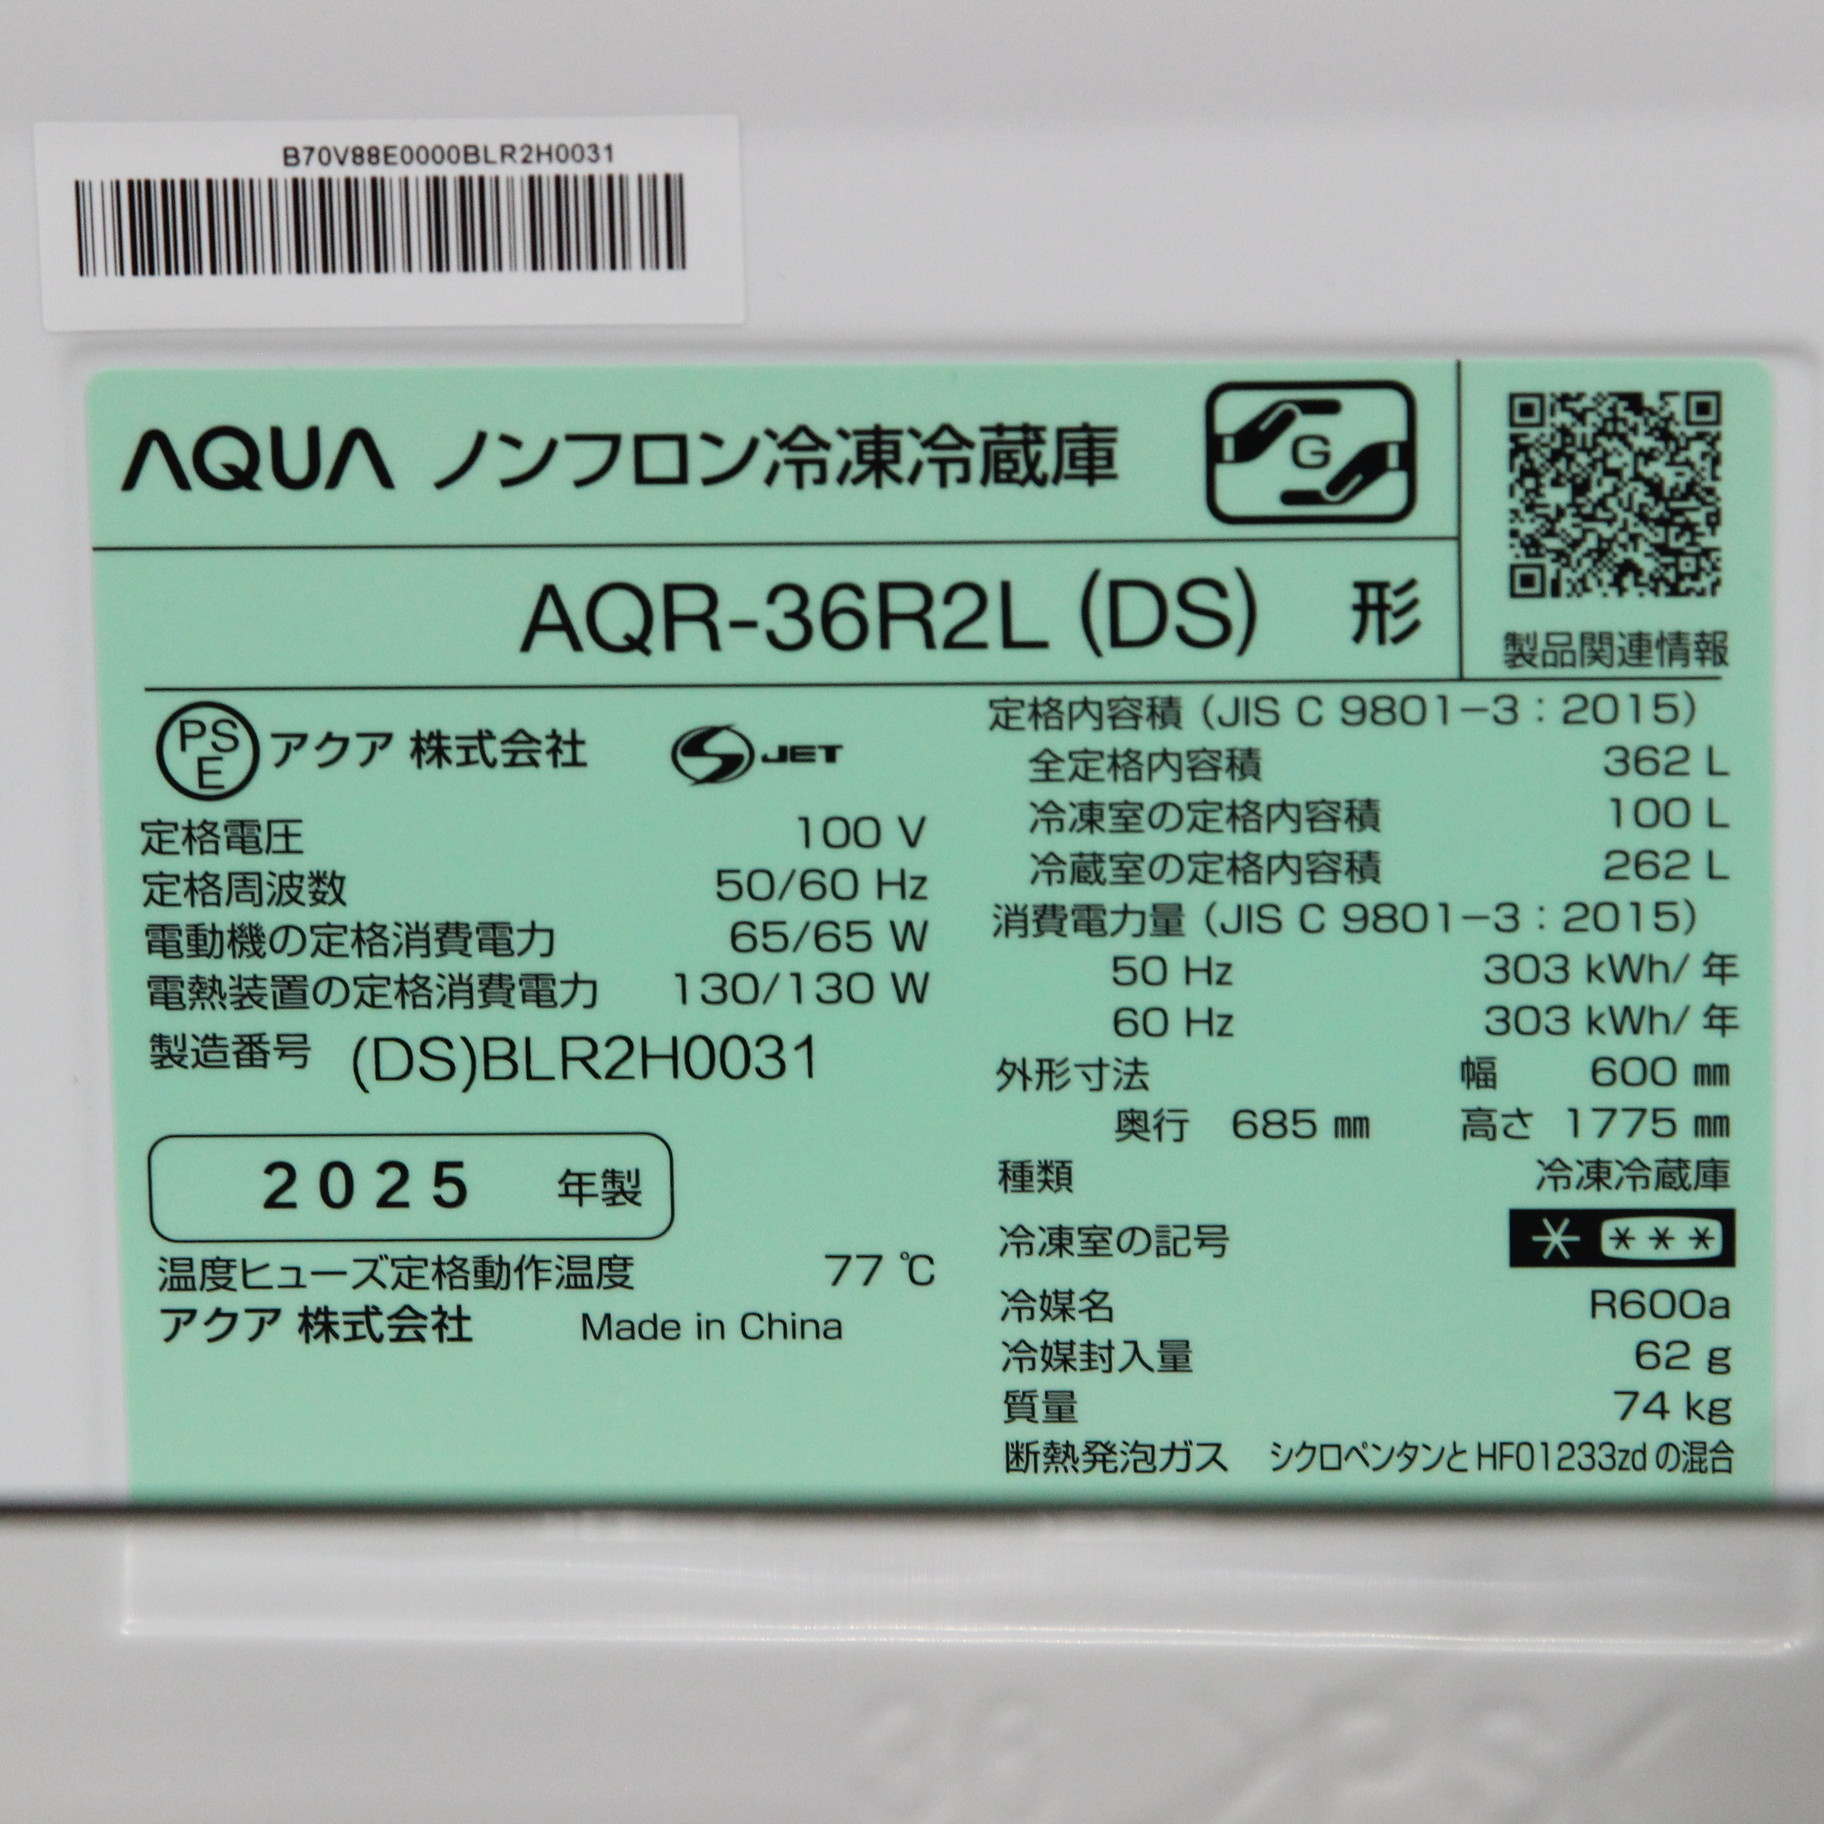 B70V88E0000BLR2H0031
AQUA ノンフロン冷凍冷蔵庫
G
AQR-36R2L (DS) 形
製品関連情報
PS
E
アクア 株式会社
JET
定格電圧 100 V
定格周波数 50/60 Hz
電動機の定格消費電力 65/65 W
電熱装置の定格消費電力 130/130 W
製造番号 (DS)BLR2H0031
2025 年製
温度ヒューズ定格動作温度 77 ℃
アクア 株式会社 Made in China
定格内容積 (JIS C 9801-3:2015)
全定格内容積 362 L
冷凍室の定格内容積 100 L
冷蔵室の定格内容積 262 L
消費電力量 (JIS C 9801-3:2015)
50 Hz 303 kWh/ 年
60 Hz 303 kWh/ 年
外形寸法 幅 600 ㎜
奥行 685 ㎜ 高さ 1775 ㎜
種類 冷凍冷蔵庫
冷凍室の記号 * ***
冷媒名 R600a
冷媒封入量 62 g
質量 74 kg
断熱発泡ガス シクロペンタンとHFO1233zdの混合